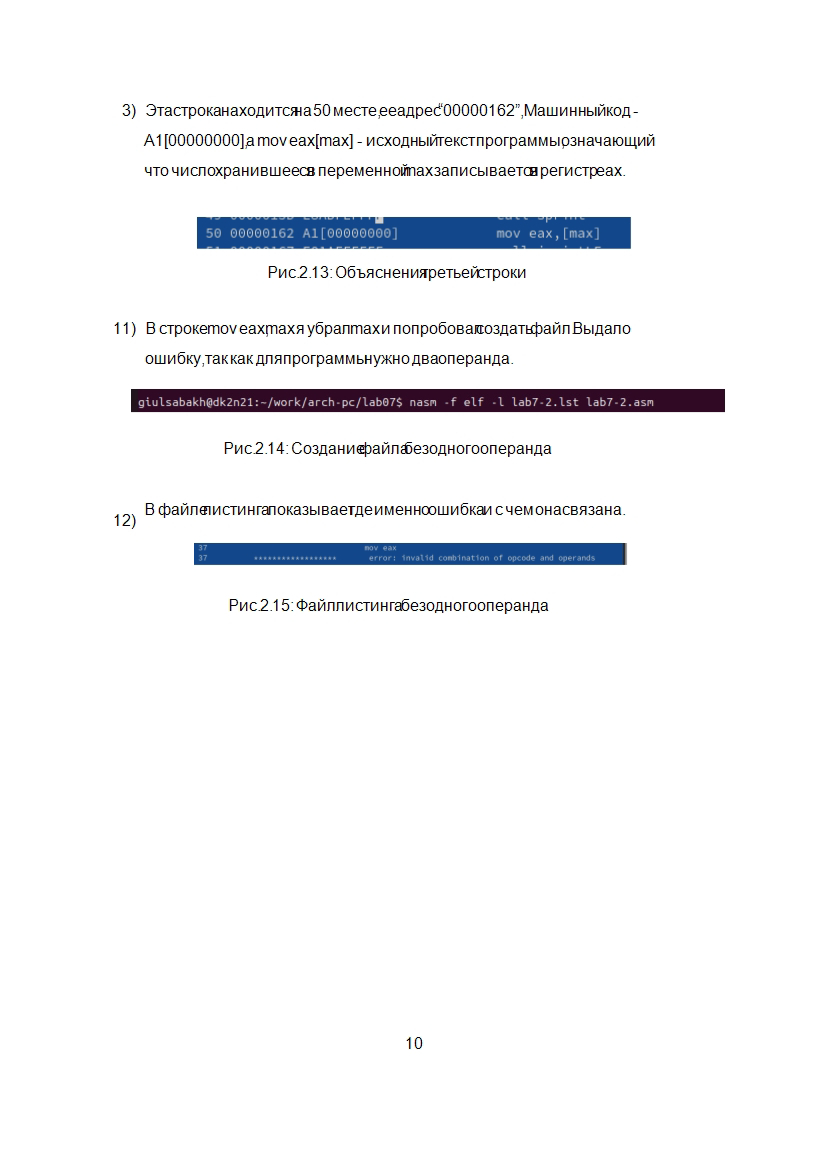 3) Эта строка находится на 50 месте, ее адрес “00000162”, Машинный код -
A1[00000000], а mov eax[max] - исходный текст программы, означающий
что число хранившееся в переменной max записывается в регистр eax.
50 00000162 A1[00000000] mov eax,[max]
Рис.2.13: Объяснения третьей строки
11) В строке mov eax,max я убрал max и попробовал создать файл. Выдало
ошибку, так как для программы нужно два операнда.
giulsabakh@dk2n21:~/work/arch-pc/lab07$ nasm -f elf -l lab7-2.lst lab7-2.asm
Рис.2.14: Создание файла без одного операнда
12) В файле листинга показывает где именно ошибка и с чем она связана.
37 mov eax
37 ****************** error: invalid combination of opcode and operands
Рис.2.15: Файл листинга без одного операнда
10